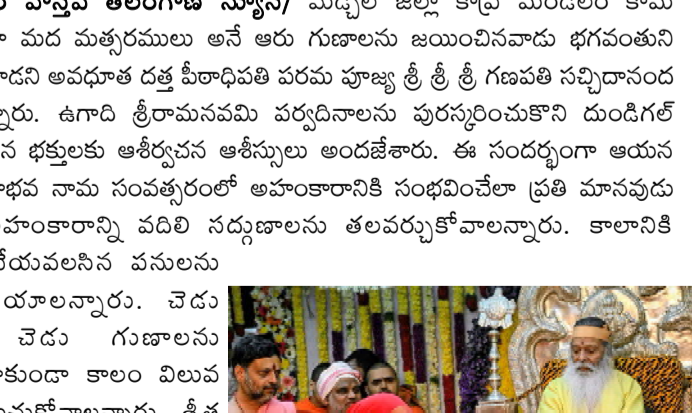 వాస్తవ తెలంగాణ న్యూస్/ మేడ్చల్ జిల్లా కాప్రా మండలం కామ
మద మత్సరములు అనే ఆరు గుణాలను జయించినవాడు భగవంతుని
డని అవధూత దత్త పీఠాధిపతి పరమ పూజ్య శ్రీ శ్రీ శ్రీ గణపతి సచ్చిదానంద
న్నారు. ఉగాది శ్రీరామనవమి పర్వదినాలను పురస్కరించుకొని దుండిగల్
న భక్తులకు ఆశీర్వచన ఆశీస్సులు అందజేశారు. ఈ సందర్భంగా ఆయన
భవ నామ సంవత్సరంలో అహంకారానికి సంభవించేలా ప్రతి మానవుడు
హంకారాన్ని వదిలి సద్గుణాలను తలవర్చుకోవాలన్నారు. కాలానికి
చేయవలసిన పనులను
యాలన్నారు. చెడు
చెడు గుణాలను
కుండా కాలం విలువ